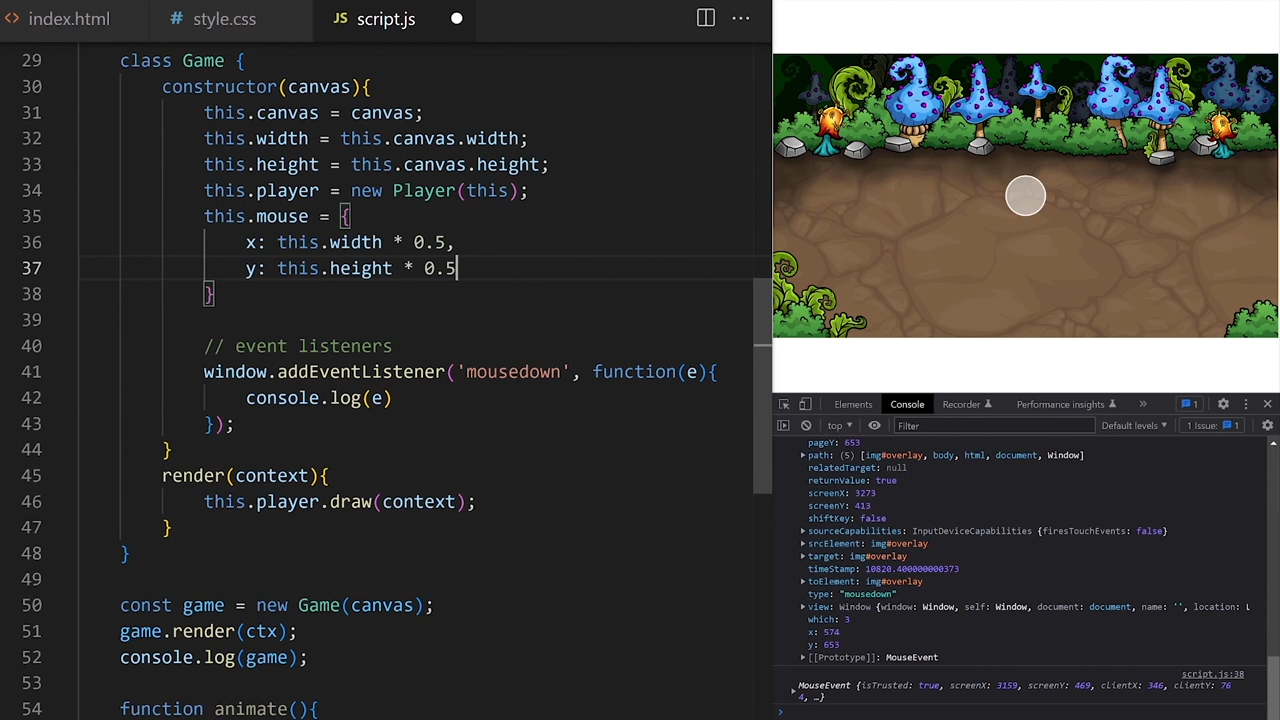 index.html
# style.css
JS script.js
29 class Game {
30 constructor(canvas){
31 this.canvas = canvas;
32 this.width = this.canvas.width;
33 this.height = this.canvas.height;
34 this.player = new Player(this);
35 this.mouse = {
36 x: this.width * 0.5,
37 y: this.height * 0.5
38 }
39
40 // event listeners
41 window.addEventListener('mousedown', function(e){
42 console.log(e)
43 });
44 }
45 render(context){
46 this.player.draw(context);
47 }
48 }
49
50 const game = new Game(canvas);
51 game.render(ctx);
52 console.log(game);
53
54 function animate(){
Elements Console Recorder Performance insights » 1
top Filter Default levels 1 Issue: 1
pageY: 653
path: (5) [img#overlay, body, html, document, Window]
relatedTarget: null
returnValue: true
screenX: 3273
screenY: 413
shiftKey: false
sourceCapabilities: InputDeviceCapabilities {firesTouchEvents: false}
srcElement: img#overlay
target: img#overlay
timeStamp: 10820.400000000373
toElement: img#overlay
type: "mousedown"
view: Window {window: Window, self: Window, document: document, name: '', location: L
which: 3
x: 574
y: 653
[[Prototype]]: MouseEvent
script.js:38
MouseEvent {isTrusted: true, screenX: 3159, screenY: 469, clientX: 346, clientY: 76
4, …}